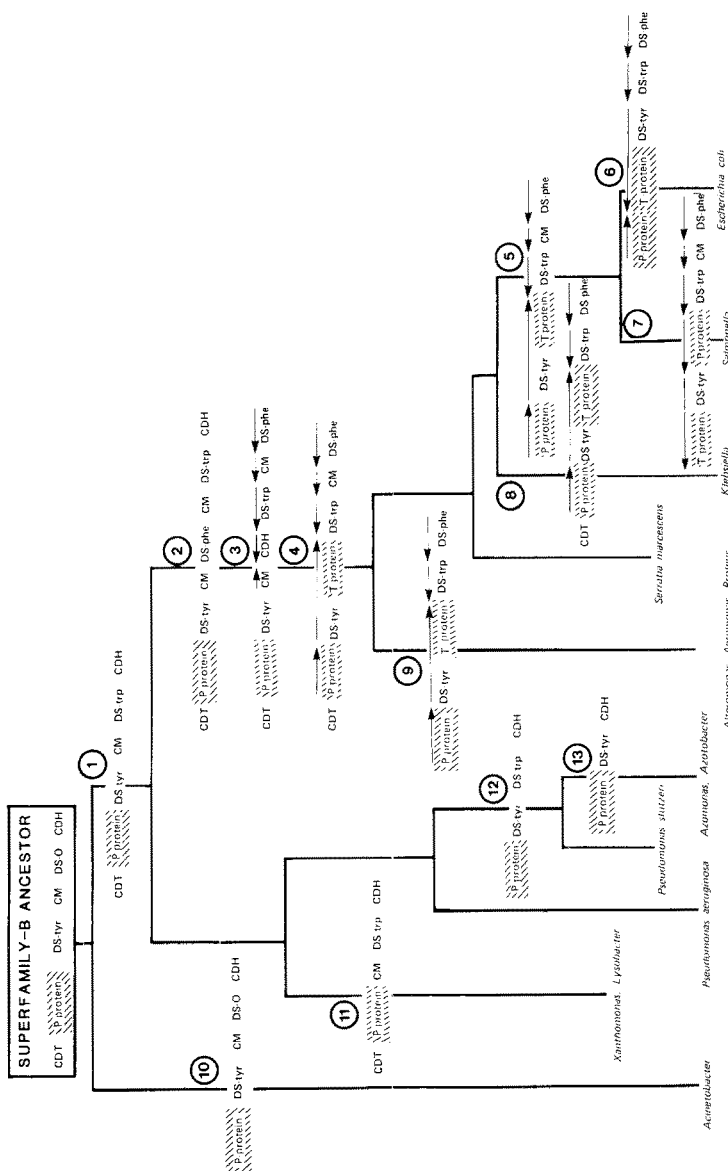 SUPERFAMILY-B ANCESTOR
CDT P protein DS-tyr CM DS-O CDH
1
CDT P protein DS tyr CM DS trp CDH
2
CDT P protein DS-tyr CM DS-phe CM DS-trp CDH
3
CDT P protein DS-tyr CM CDH DS-trp CM DS-phe
4
CDT P protein DS-tyr T protein DS trp CM DS-phe
5
P protein DS-tyr T protein DS-trp CM DS-phe
6
P protein T protein DS-tyr DS-trp DS-phe
7
T protein DS-tyr P protein DS-trp CM DS-phe
8
CDT P protein DS tyr T protein DS-trp DS phe
9
P protein DS tyr T protein DS-trp DS-phe
10
P protein DS-tyr CM DS-O CDH
11
CDT P protein CM DS trp CDH
12
P protein DS-tyr DS trp CDH
13
P protein DS-tyr CDH
Acinetobacter
Xanthomonas, Lysobacter
Pseudomonas aeruginosa
Pseudomonas stutzeri
Azomonas, Azotobacter
Serratia marcescens
Klebsiella
Escherichia coli